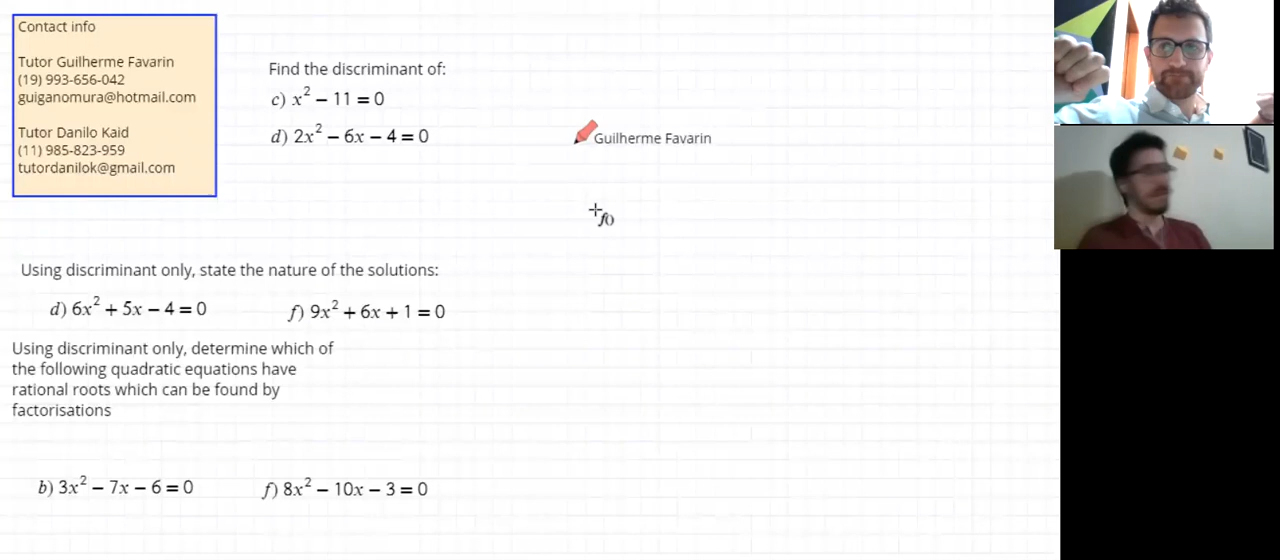 Contact info
Tutor Guilherme Favarin
(19) 993-656-042
guiganomura@hotmail.com
Tutor Danilo Kaid
(11) 985-823-959
tutordanilok@gmail.com
Find the discriminant of:
c) x² – 11 = 0
d) 2x² – 6x – 4 = 0
Guilherme Favarin
f()
Using discriminant only, state the nature of the solutions:
d) 6x² + 5x – 4 = 0 f) 9x² + 6x + 1 = 0
Using discriminant only, determine which of
the following quadratic equations have
rational roots which can be found by
factorisations
b) 3x² – 7x – 6 = 0 f) 8x² – 10x – 3 = 0